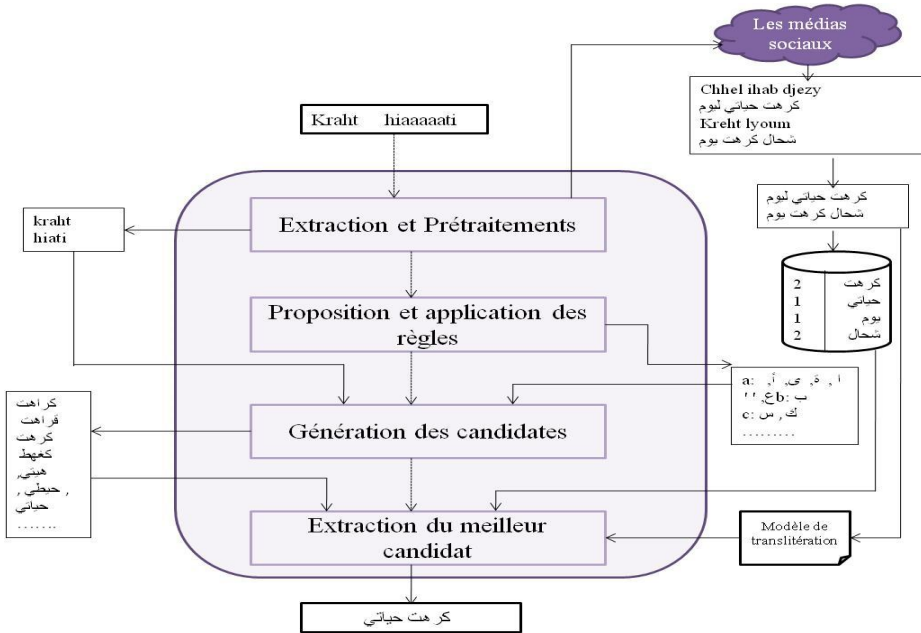 Les médias
sociaux
Chhel ihab djezy
كرهت حياتي ليوم
Kreht lyoum
شحال كرهت يوم
Kraht hiaaaaati
كرهت حياتي ليوم
شحال كرهت يوم
Extraction et Prétraitements
kraht
hiati
2 كرهت
1 حياتي
1 يوم
2 شحال
Proposition et application des
règles
a: ا , ة, ى, أ,
ع, ' ' b: ب
c: س , ك
.........
Génération des candidates
كراهت
قراهت
كرهت
كغهط
هيتي,
حيطي , ,
حياتي
.......
Extraction du meilleur
candidat
Modèle de
translitération
كرهت حياتي